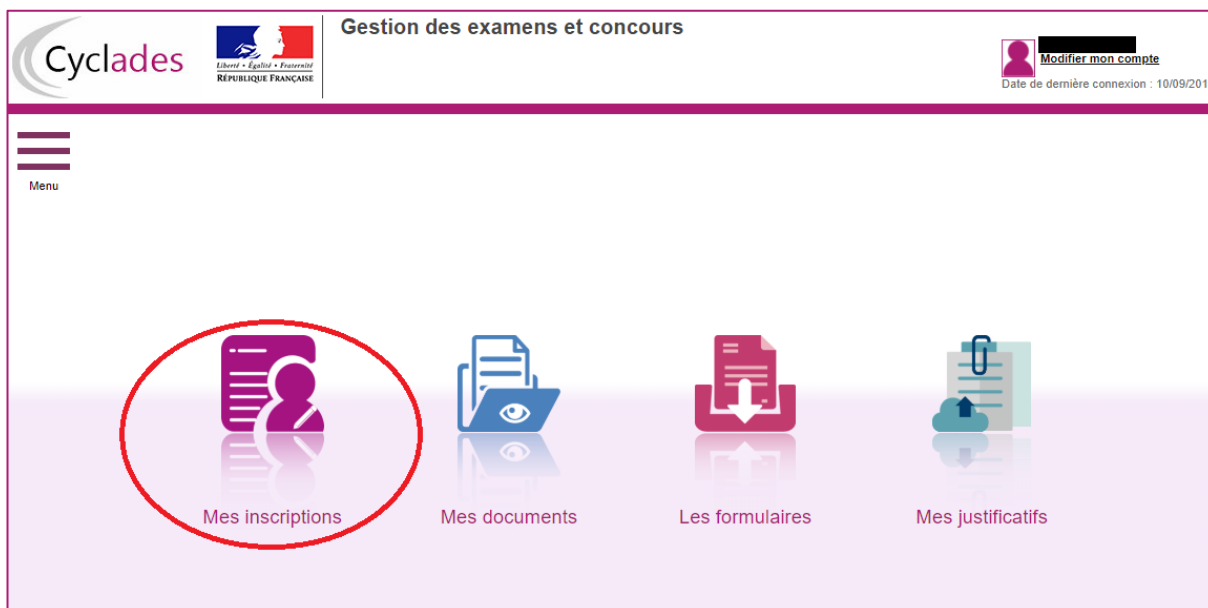 Gestion des examens et concours
Cyclades
Liberté • Égalité • Fraternité
RÉPUBLIQUE FRANÇAISE
Modifier mon compte
Date de dernière connexion : 10/09/201
Menu
Mes inscriptions
Mes documents
Les formulaires
Mes justificatifs